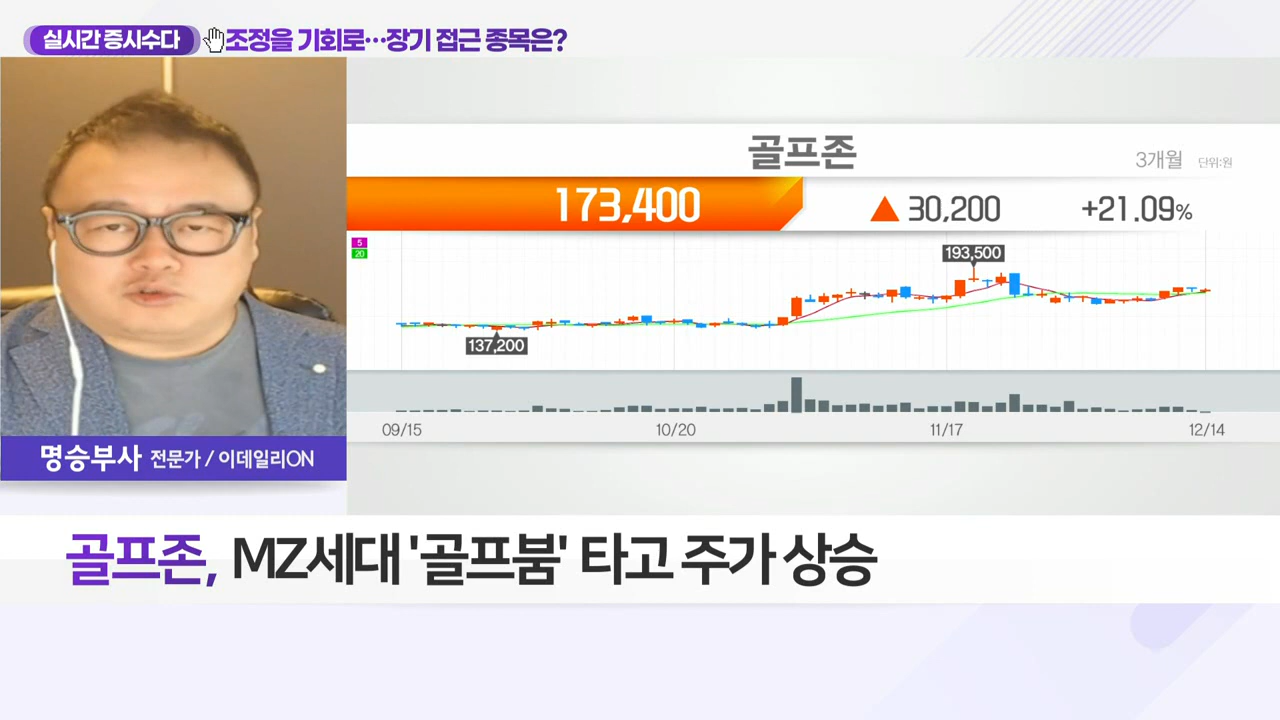 실시간 증시수다 조정을 기회로…장기 접근 종목은?
골프존
3개월 단위:원
173,400 ▲ 30,200 +21.09%
5
20
193,500
137,200
09/15 10/20 11/17 12/14
명승부사 전문가 / 이데일리ON
골프존, MZ세대 '골프붐' 타고 주가 상승